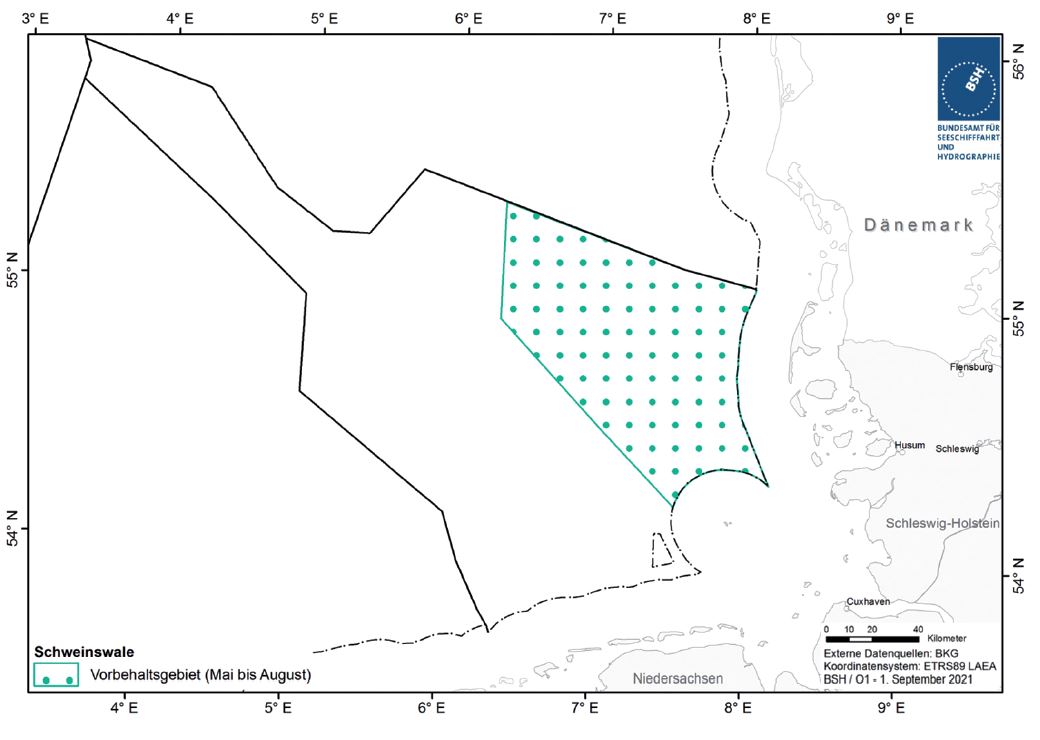 3° E 4° E 5° E 6° E 7° E 8° E 9° E
56° N
BSH
BUNDESAMT FÜR
SEESCHIFFFAHRT
UND
HYDROGRAPHIE
Dänemark
55° N
55° N
Flensburg
Husum Schleswig
Schleswig-Holstein
54° N
54° N
Cuxhaven
0 10 20 40 Kilometer
Externe Datenquellen: BKG
Koordinatensystem: ETRS89 LAEA
BSH / O1 - 1. September 2021
Schweinswale
Vorbehaltsgebiet (Mai bis August)
Niedersachsen
4° E 5° E 6° E 7° E 8° E 9° E